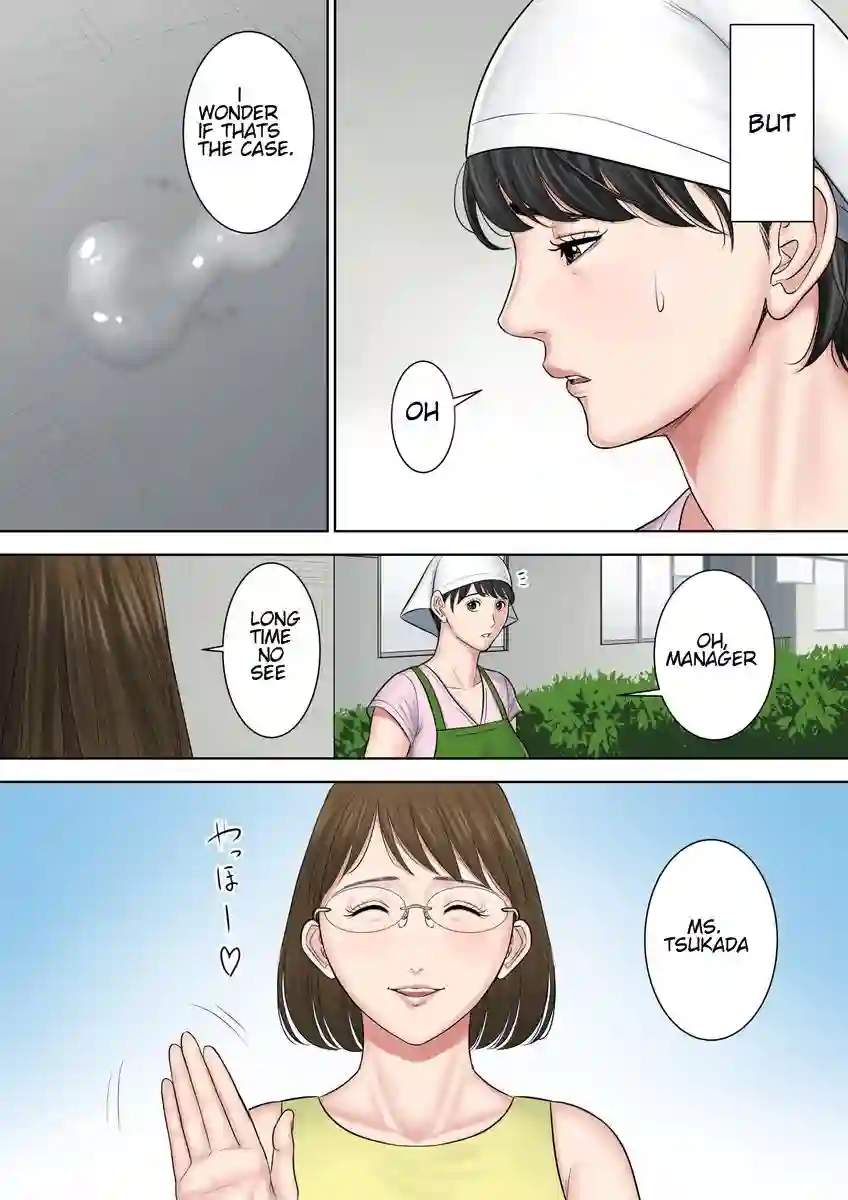 BUT
OH
I
WONDER
IF THATS
THE CASE.
OH,
MANAGER
LONG
TIME
NO
SEE
MS.
TSUKADA
やっほー♡